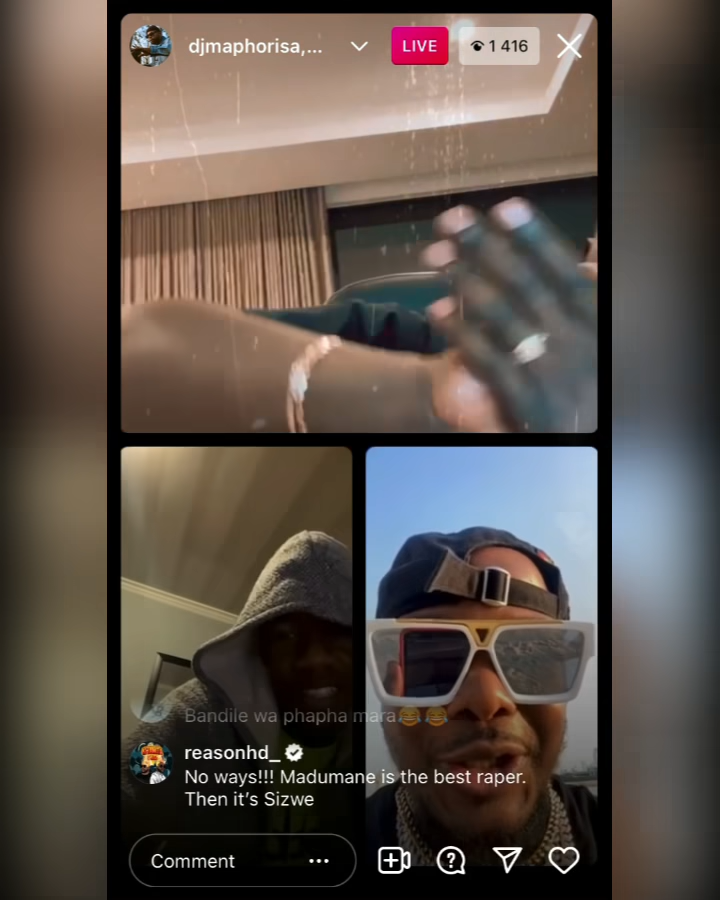 djmaphorisa,...
LIVE
1 416
Bandile wa phapha mara😂😂
reasonhd_
No ways!!! Madumane is the best raper.
Then it's Sizwe
Comment